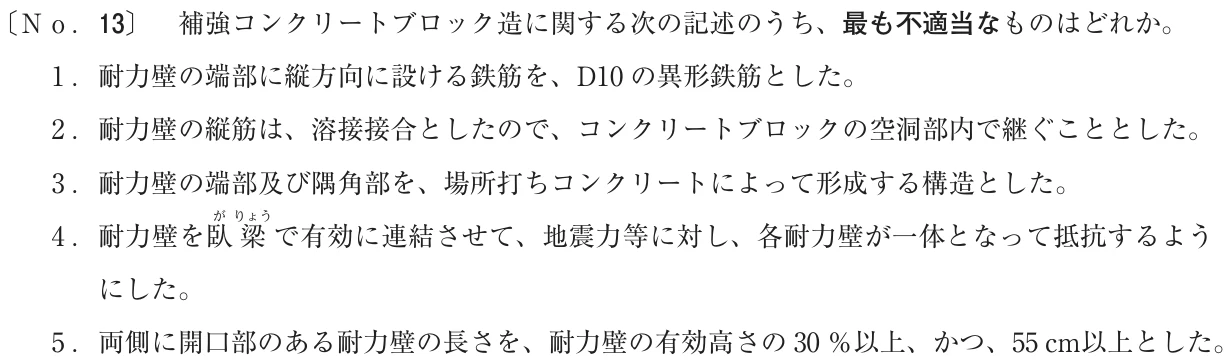 〔Ｎｏ．13〕　補強コンクリートブロック造に関する次の記述のうち、最も不適当なものはどれか。
１．耐力壁の端部に縦方向に設ける鉄筋を、D10 の異形鉄筋とした。
２．耐力壁の縦筋は、溶接接合としたので、コンクリートブロックの空洞部内で継ぐこととした。
３．耐力壁の端部及び隅角部を、場所打ちコンクリートによって形成する構造とした。
がりょう
４．耐力壁を臥梁で有効に連結させて、地震力等に対し、各耐力壁が一体となって抵抗するよう
にした。
５．両側に開口部のある耐力壁の長さを、耐力壁の有効高さの 30 ％以上、かつ、55 cm以上とした。